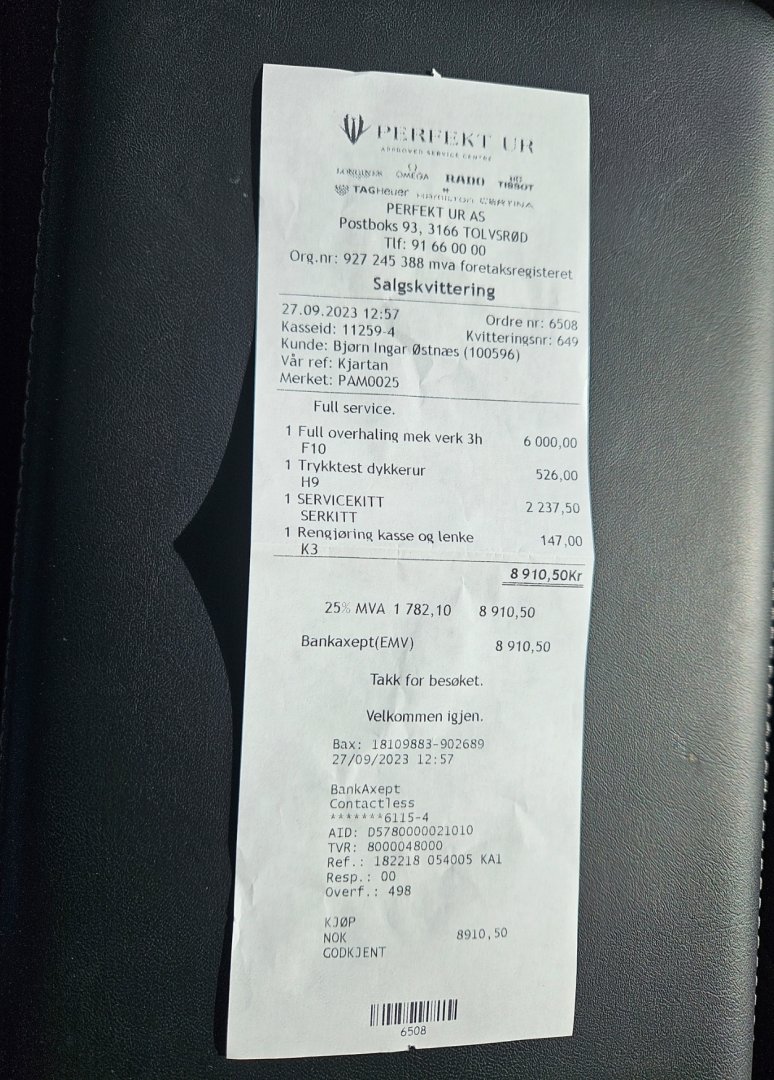 PERFEKT UR
APPROVED SERVICE CENTRE
LONGINES OMEGA RADO TISSOT
TAGHeuer HAMILTON CERTINA
PERFEKT UR AS
Postboks 93, 3166 TOLVSRØD
Tlf: 91 66 00 00
Org.nr: 927 245 388 mva foretaksregisteret
Salgskvittering
27.09.2023 12:57 Ordre nr: 6508
Kasseid: 11259-4 Kvitteringsnr: 649
Kunde: Bjørn Ingar Østnæs (100596)
Vår ref: Kjartan
Merket: PAM0025
Full service.
1 Full overhaling mek verk 3h 6 000,00
F10
1 Trykktest dykkerur 526,00
H9
1 SERVICEKITT 2 237,50
SERKITT
1 Rengjøring kasse og lenke 147,00
K3
8 910,50Kr
25% MVA 1 782,10 8 910,50
Bankaxept(EMV) 8 910,50
Takk for besøket.
Velkommen igjen.
Bax: 18109883-902689
27/09/2023 12:57
BankAxept
Contactless
*******6115-4
AID: D5780000021010
TVR: 8000048000
Ref.: 182218 054005 KA1
Resp.: 00
Overf.: 498
KJØP
NOK 8910,50
GODKJENT
6508